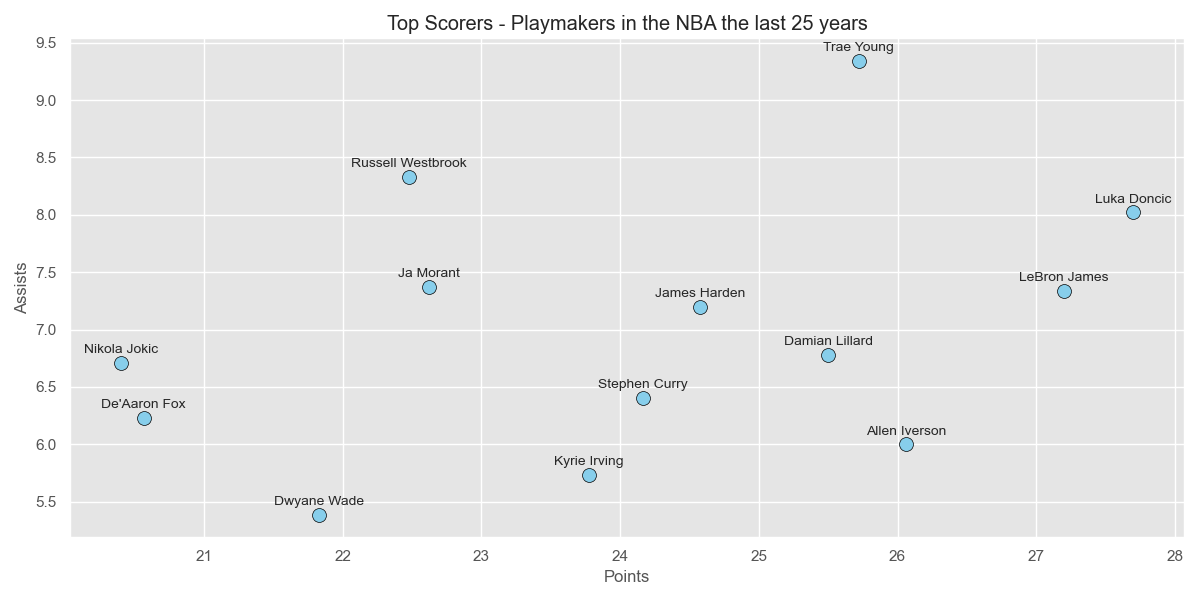 Top Scorers - Playmakers in the NBA the last 25 years
9.5
Trae Young
9.0
8.5
Russell Westbrook
Luka Doncic
8.0
7.5
Ja Morant
LeBron James
James Harden
Assists
7.0
Damian Lillard
Nikola Jokic
6.5
Stephen Curry
De'Aaron Fox
Allen Iverson
6.0
Kyrie Irving
5.5
Dwyane Wade
21 22 23 24 25 26 27 28
Points